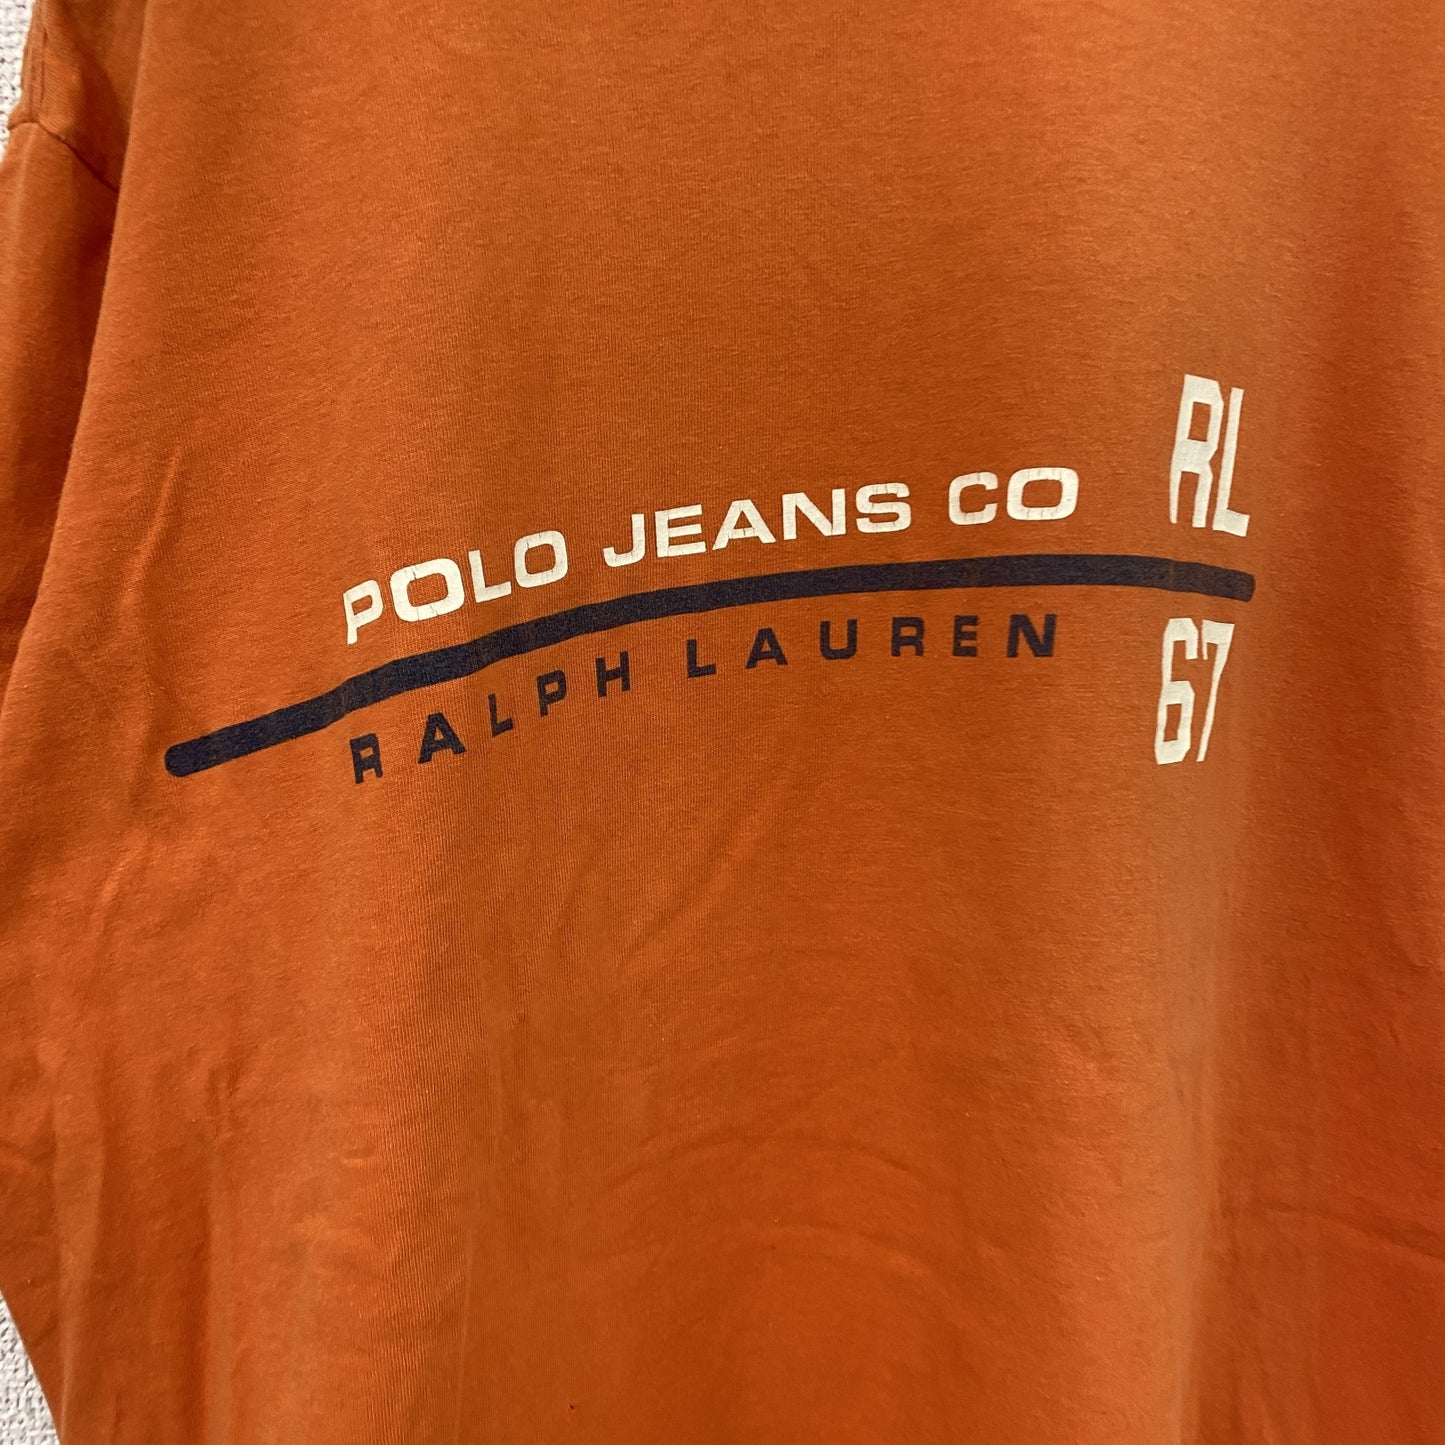 POLO JEANS CO
RL
RALPH LAUREN
67